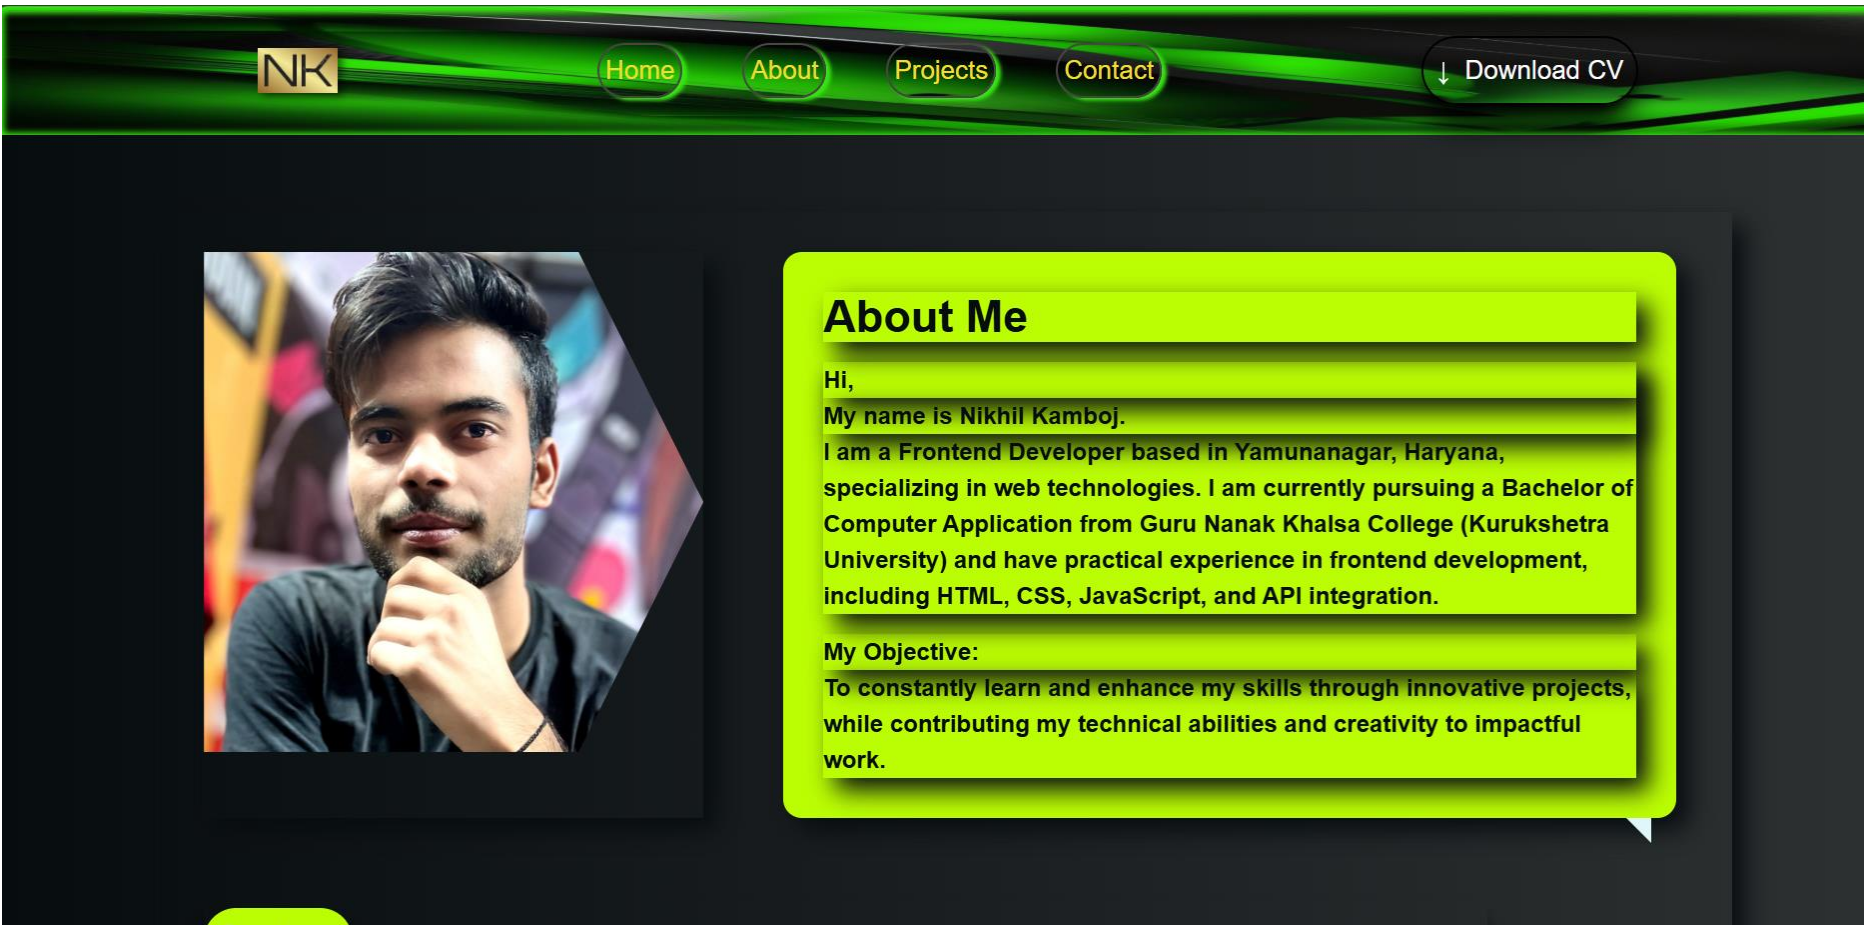 NK
Home
About
Projects
Contact
↓ Download CV
About Me
Hi,
My name is Nikhil Kamboj.
I am a Frontend Developer based in Yamunanagar, Haryana,
specializing in web technologies. I am currently pursuing a Bachelor of
Computer Application from Guru Nanak Khalsa College (Kurukshetra
University) and have practical experience in frontend development,
including HTML, CSS, JavaScript, and API integration.
My Objective:
To constantly learn and enhance my skills through innovative projects,
while contributing my technical abilities and creativity to impactful
work.